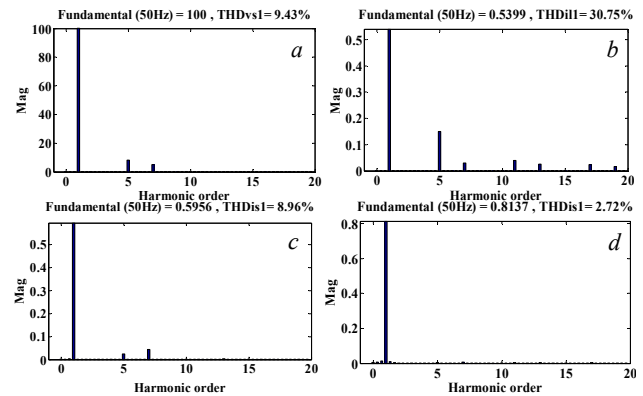 Fundamental (50Hz) = 100 , THDvs1= 9.43%
a
100
80
60
40
20
0
Mag
0 5 10 15 20
Harmonic order
Fundamental (50Hz) = 0.5399 , THDil1= 30.75%
b
0.5
0.4
0.3
0.2
0.1
0
Mag
0 5 10 15 20
Harmonic order
Fundamental (50Hz) = 0.5956 , THDis1= 8.96%
c
0.5
0.4
0.3
0.2
0.1
0
Mag
0 5 10 15 20
Harmonic order
Fundamental (50Hz) = 0.8137 , THDis1= 2.72%
d
0.8
0.6
0.4
0.2
0
Mag
0 5 10 15 20
Harmonic order